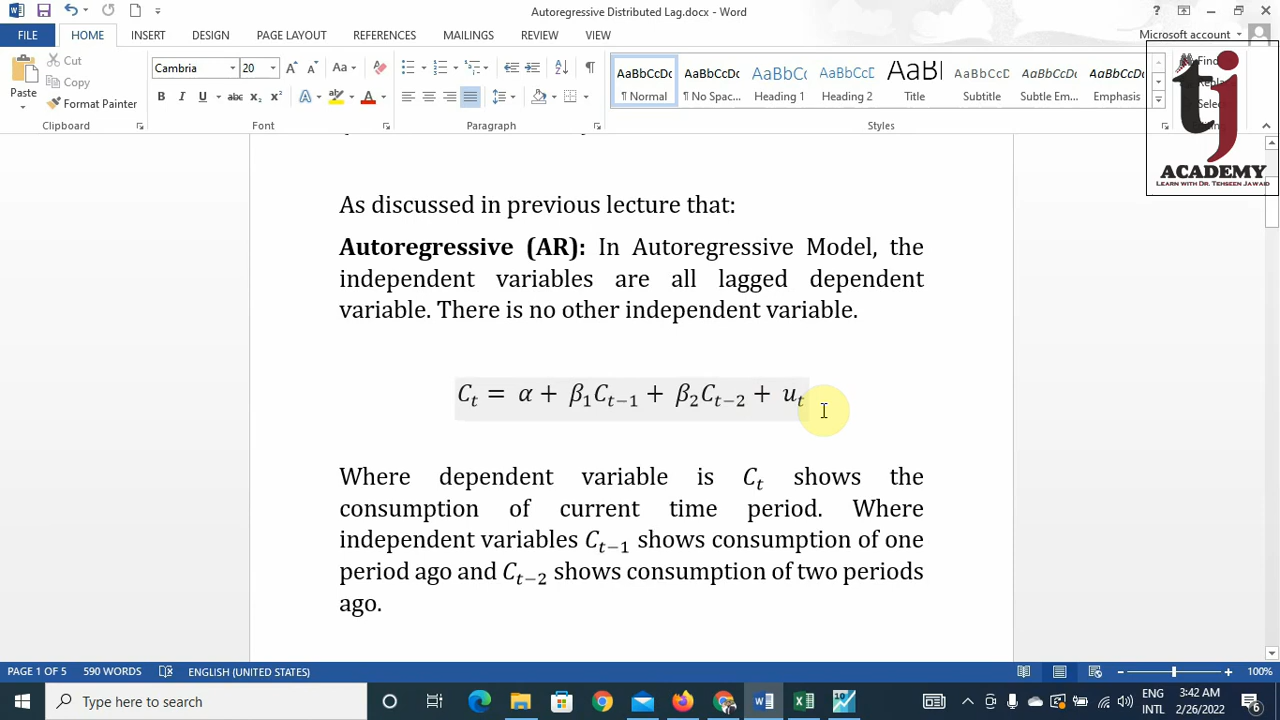 Autoregressive Distributed Lag.docx - Word
FILE HOME INSERT DESIGN PAGE LAYOUT REFERENCES MAILINGS REVIEW VIEW Microsoft account
Cut
Copy
Format Painter
Paste
Clipboard
Cambria 20
Font
Paragraph
AaBbCcDc AaBbCcDc AaBbCc AaBbCcD AaBl AaBbCcD AaBbCcDc AaBbCcDc
¶ Normal ¶ No Spac... Heading 1 Heading 2 Title Subtitle Subtle Em... Emphasis
Styles
Find
Select
tj
ACADEMY
LEARN WITH DR. TEHSEEN JAWAID
As discussed in previous lecture that:
Autoregressive (AR): In Autoregressive Model, the
independent variables are all lagged dependent
variable. There is no other independent variable.
Cₜ = α + β₁Cₜ₋₁ + β₂Cₜ₋₂ + uₜ
Where dependent variable is Cₜ shows the
consumption of current time period. Where
independent variables Cₜ₋₁ shows consumption of one
period ago and Cₜ₋₂ shows consumption of two periods
ago.
PAGE 1 OF 5 590 WORDS ENGLISH (UNITED STATES) 100%
Type here to search
ENG
INTL
3:42 AM
2/26/2022
6